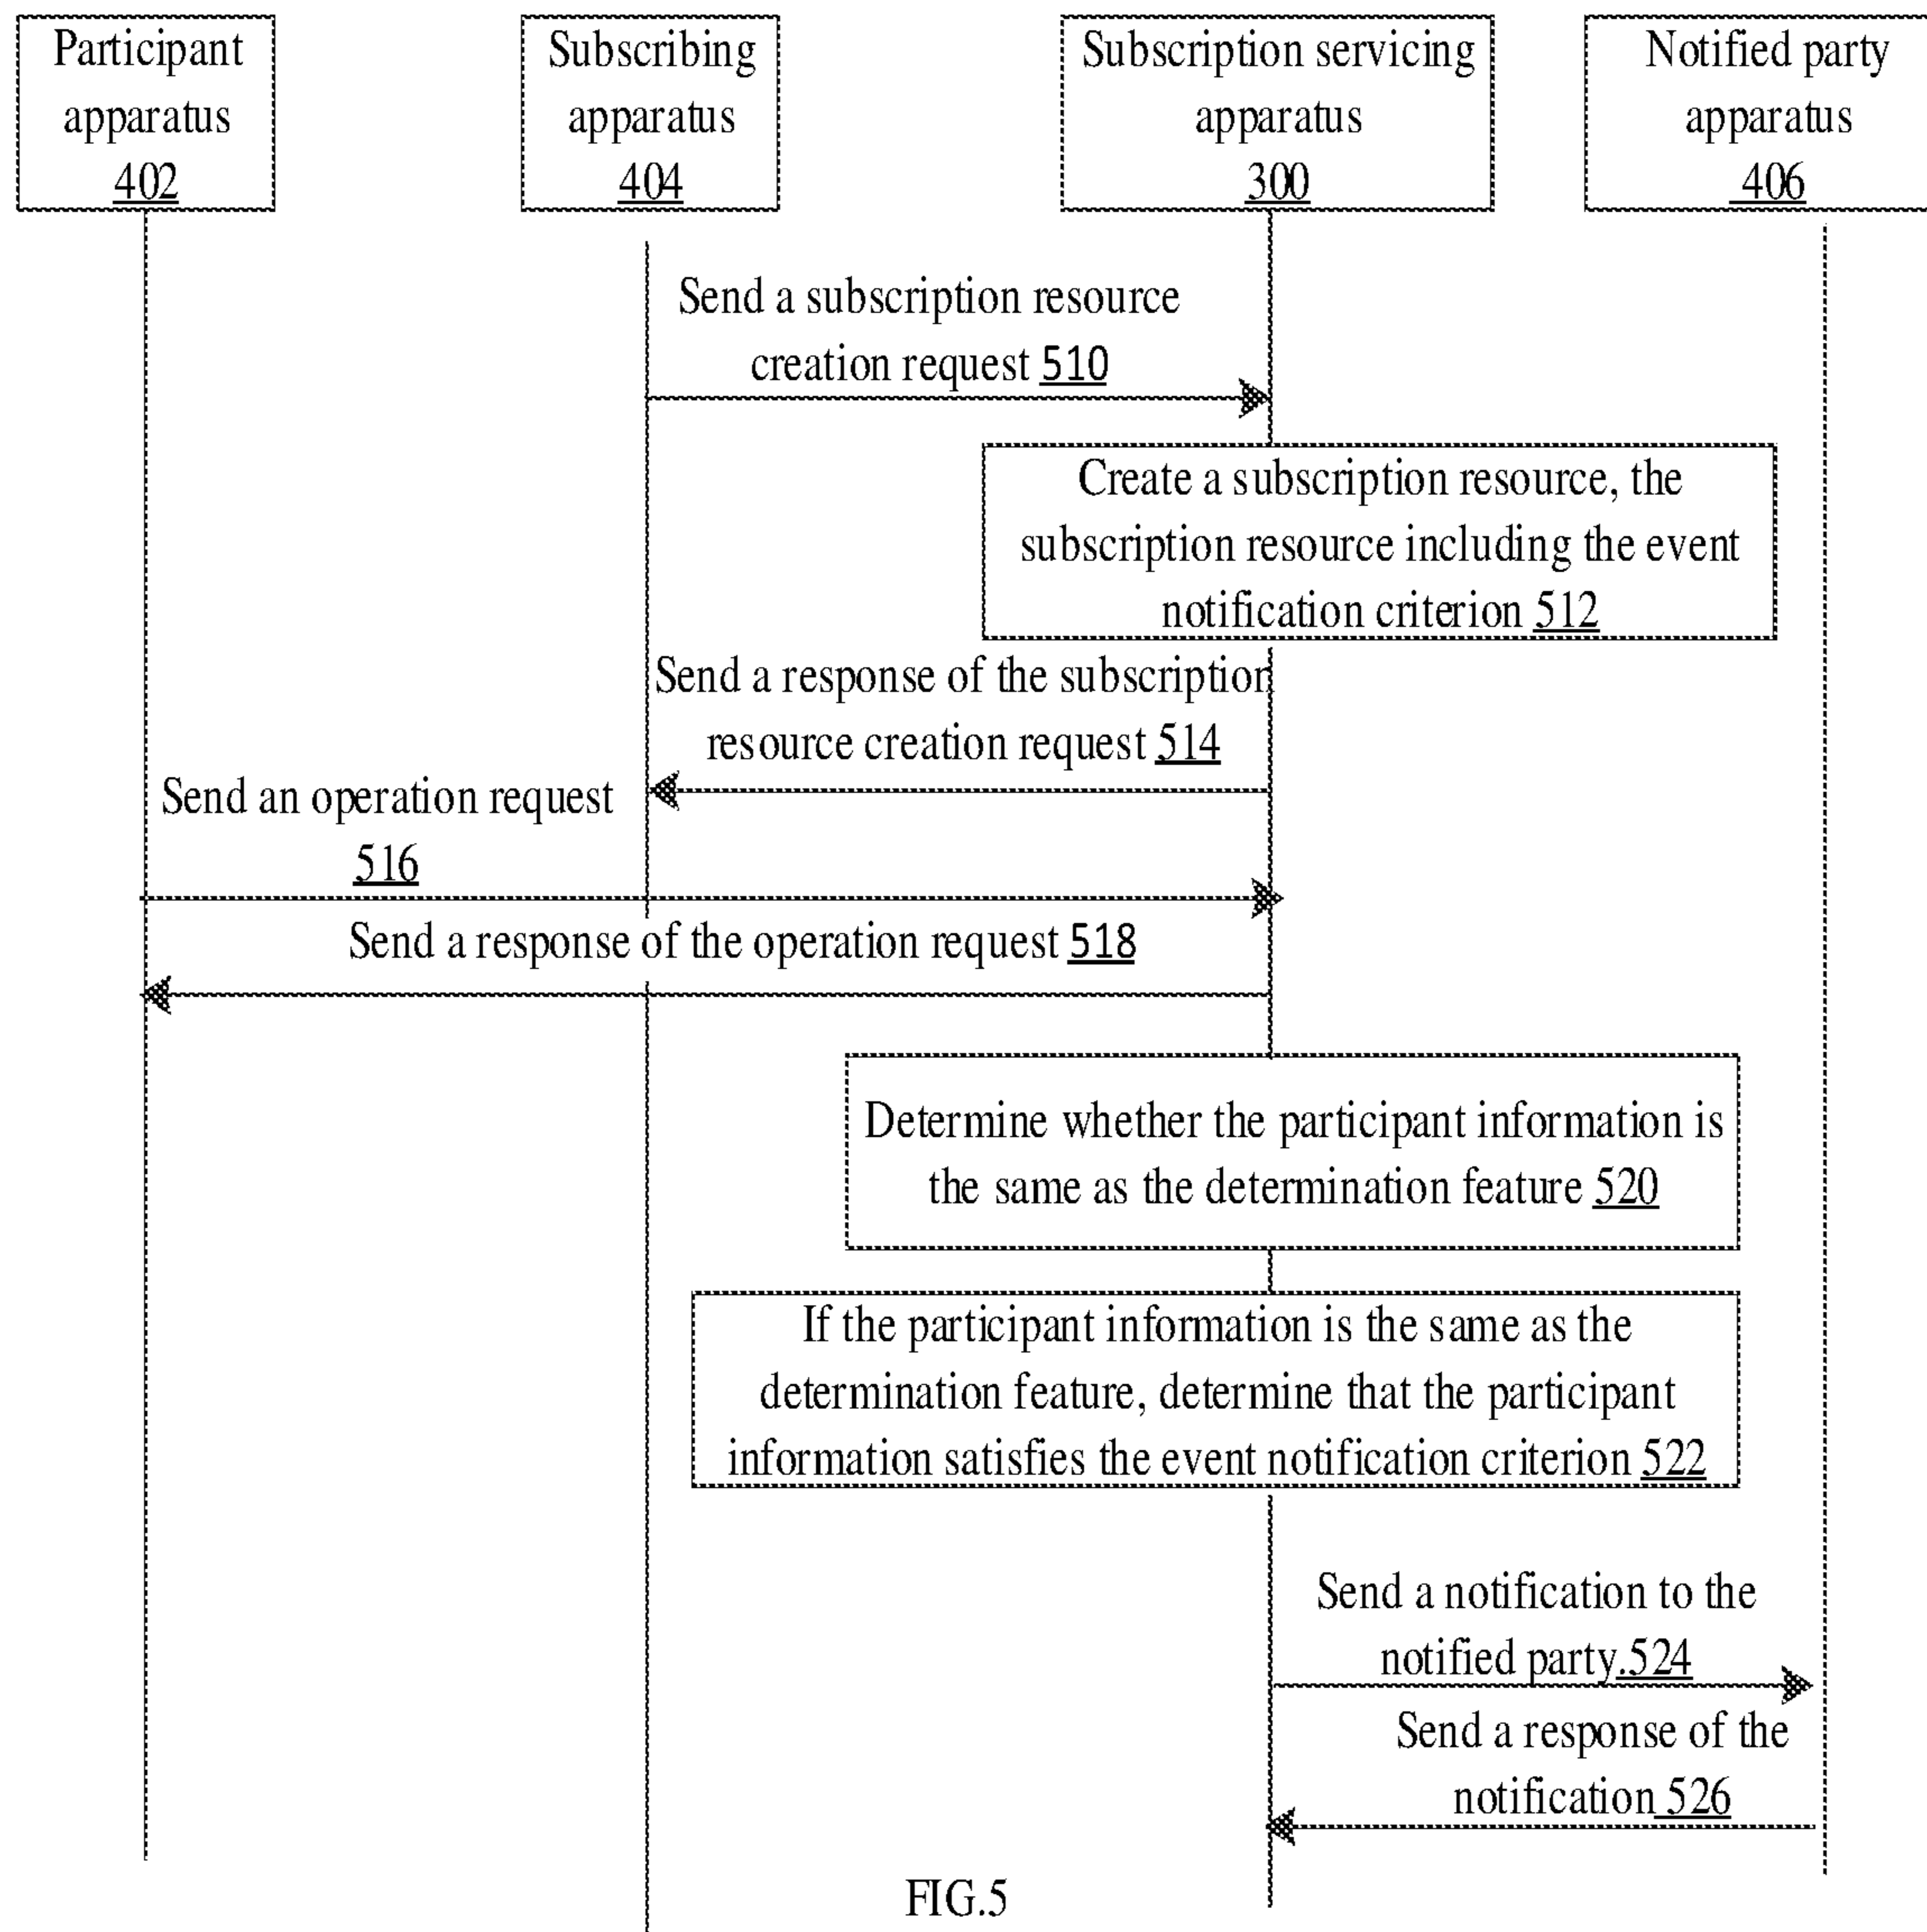 Participant
apparatus
402
Subscribing
apparatus
404
Subscription servicing
apparatus
300
Notified party
apparatus
406
Send a subscription resource
creation request 510
Create a subscription resource, the
subscription resource including the event
notification criterion 512
Send a response of the subscription
resource creation request 514
Send an operation request
516
Send a response of the operation request 518
Determine whether the participant information is
the same as the determination feature 520
If the participant information is the same as the
determination feature, determine that the participant
information satisfies the event notification criterion 522
Send a notification to the
notified party.524
Send a response of the
notification 526
FIG.5